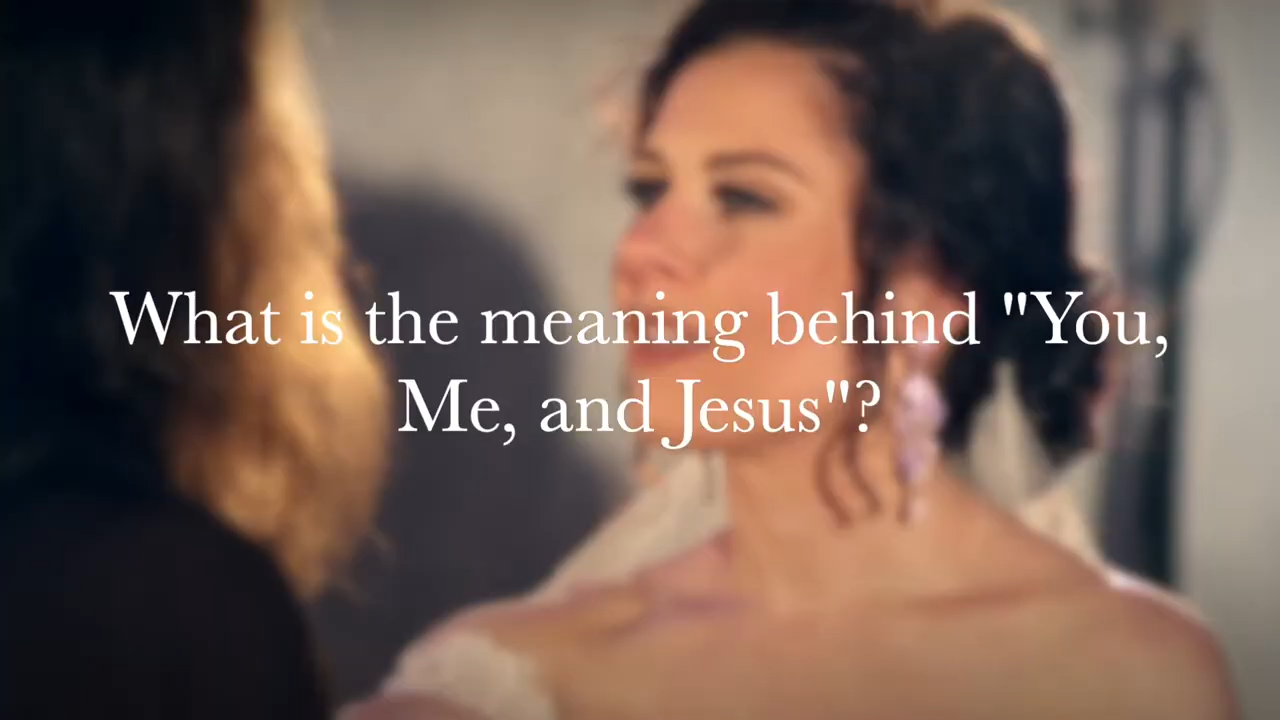 What is the meaning behind "You,
Me, and Jesus"?